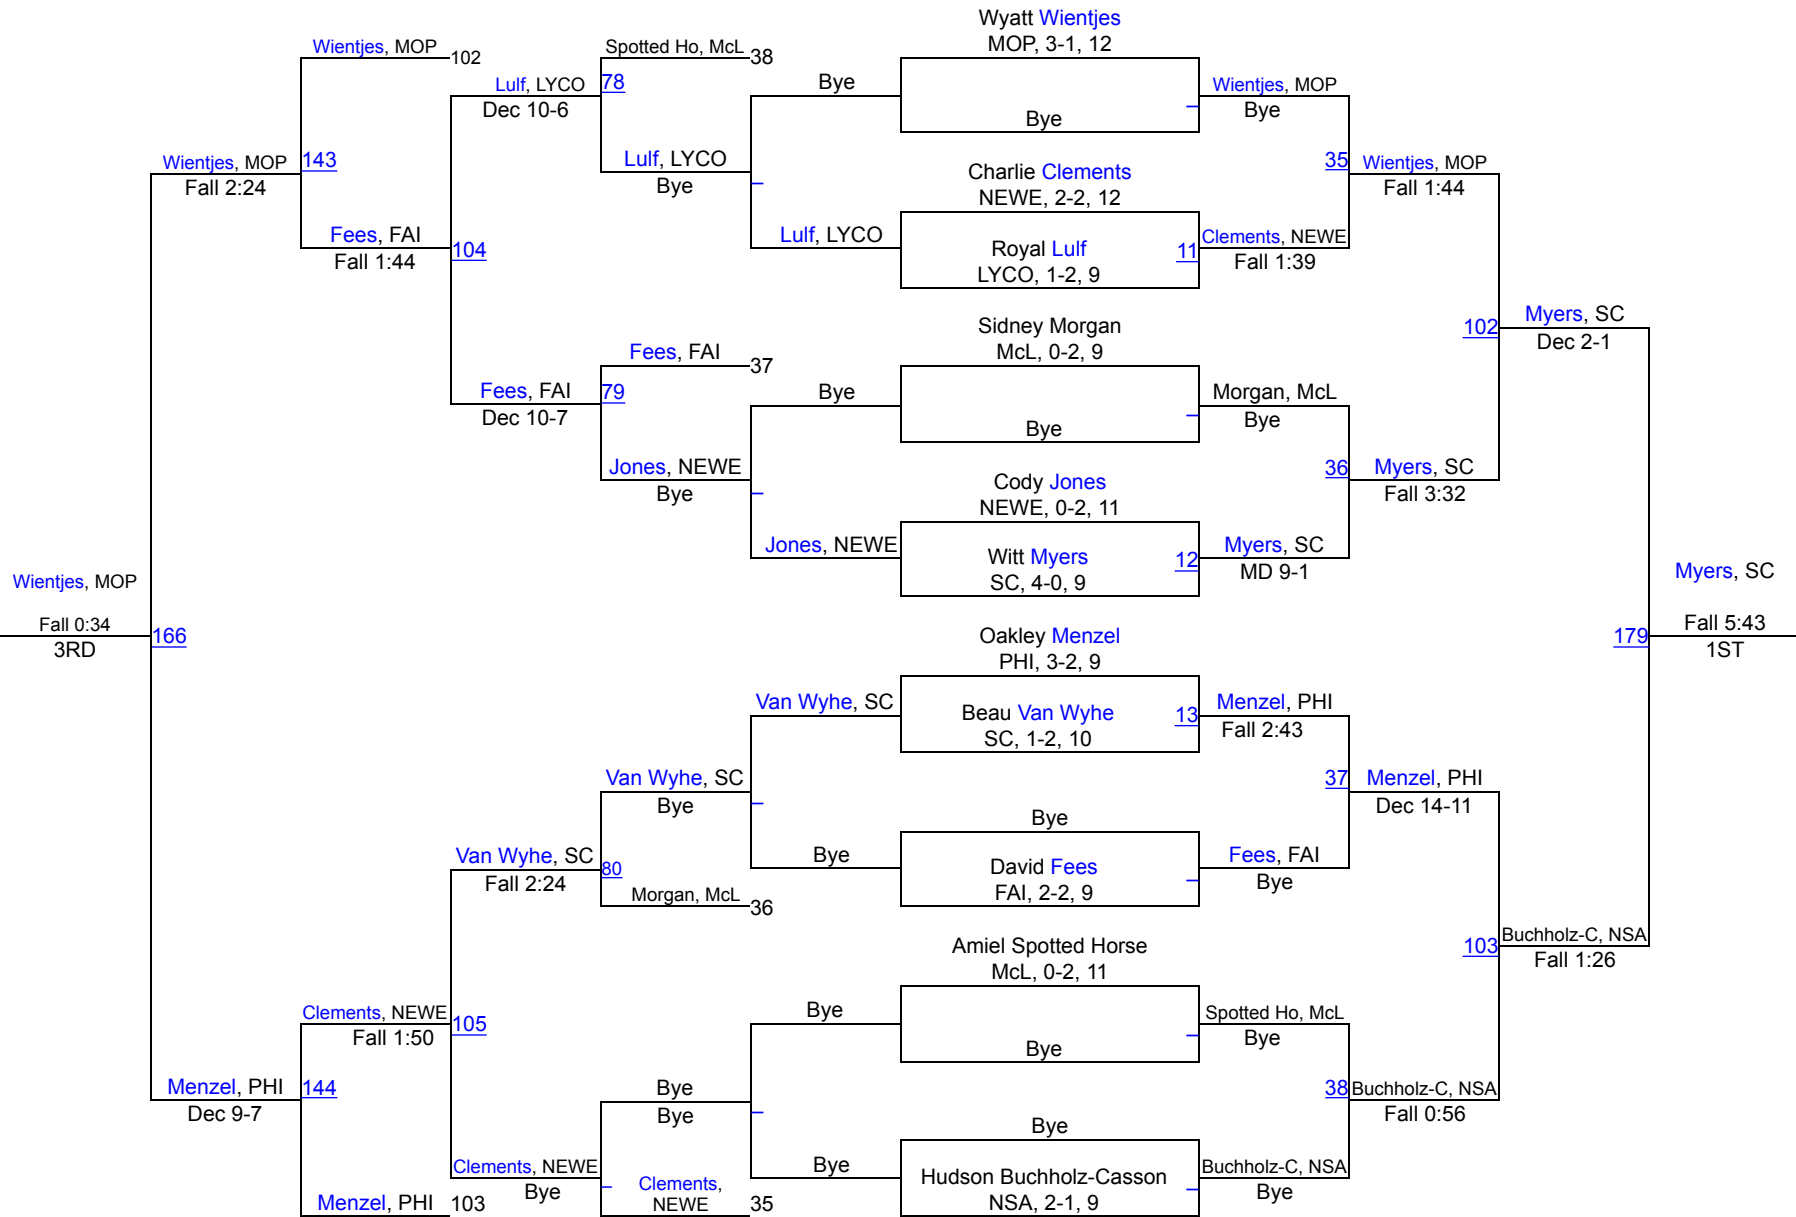 Wyatt Wientjes
MOP, 3-1, 12
Wientjes, MOP
102
Spotted Ho, McL
38
Lulf, LYCO
78
Dec 10-6
Bye
Wientjes, MOP
Bye
Bye
Wientjes, MOP
143
Fall 2:24
Lulf, LYCO
Bye
Charlie Clements
NEWE, 2-2, 12
35
Wientjes, MOP
Fall 1:44
Fees, FAI
Fall 1:44
104
Lulf, LYCO
Royal Lulf
LYCO, 1-2, 9
11
Clements, NEWE
Fall 1:39
Sidney Morgan
McL, 0-2, 9
102
Myers, SC
Dec 2-1
Fees, FAI
37
Fees, FAI
79
Dec 10-7
Bye
Bye
Morgan, McL
Bye
Jones, NEWE
Bye
Cody Jones
NEWE, 0-2, 11
36
Myers, SC
Fall 3:32
Jones, NEWE
Witt Myers
SC, 4-0, 9
12
Myers, SC
MD 9-1
Wientjes, MOP
Fall 0:34
3RD
166
Myers, SC
179
Fall 5:43
1ST
Oakley Menzel
PHI, 3-2, 9
Van Wyhe, SC
Beau Van Wyhe
SC, 1-2, 10
13
Menzel, PHI
Fall 2:43
Van Wyhe, SC
Bye
37
Menzel, PHI
Dec 14-11
Bye
Van Wyhe, SC
80
Fall 2:24
Bye
David Fees
FAI, 2-2, 9
Fees, FAI
Bye
Morgan, McL
36
Amiel Spotted Horse
McL, 0-2, 11
103
Buchholz-C, NSA
Fall 1:26
Clements, NEWE
Fall 1:50
105
Bye
Bye
Spotted Ho, McL
Bye
Menzel, PHI
144
Dec 9-7
Bye
Bye
38
Buchholz-C, NSA
Fall 0:56
Bye
Clements, NEWE
Bye
Clements,
NEWE
35
Bye
Hudson Buchholz-Casson
NSA, 2-1, 9
Buchholz-C, NSA
Bye
Menzel, PHI
103